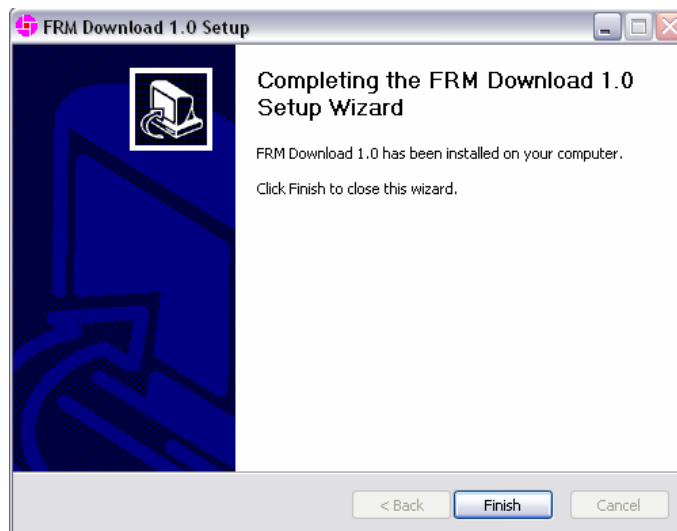 FRM Download 1.0 Setup
Completing the FRM Download 1.0
Setup Wizard
FRM Download 1.0 has been installed on your computer.
Click Finish to close this wizard.
< Back
Finish
Cancel